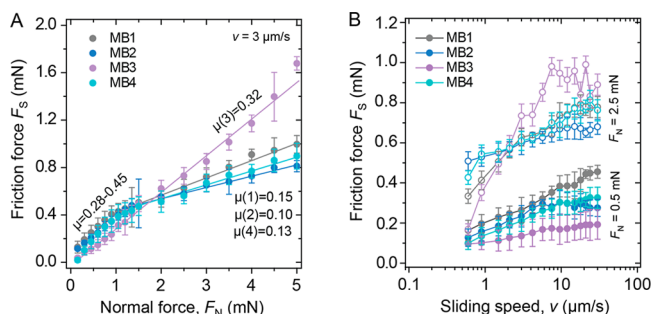 A
Friction force FS (mN)
2.0
1.6
1.2
0.8
0.4
0.0
MB1
MB2
MB3
MB4
v = 3 µm/s
µ(3)=0.32
µ=0.28-0.45
µ(1)=0.15
µ(2)=0.10
µ(4)=0.13
0 1 2 3 4 5
Normal force, FN (mN)
B
Friction force FS (mN)
1.2
1.0
0.8
0.6
0.4
0.2
0.0
MB1
MB2
MB3
MB4
FN = 2.5 mN
FN = 0.5 mN
0.1 1 10 100
Sliding speed, v (µm/s)